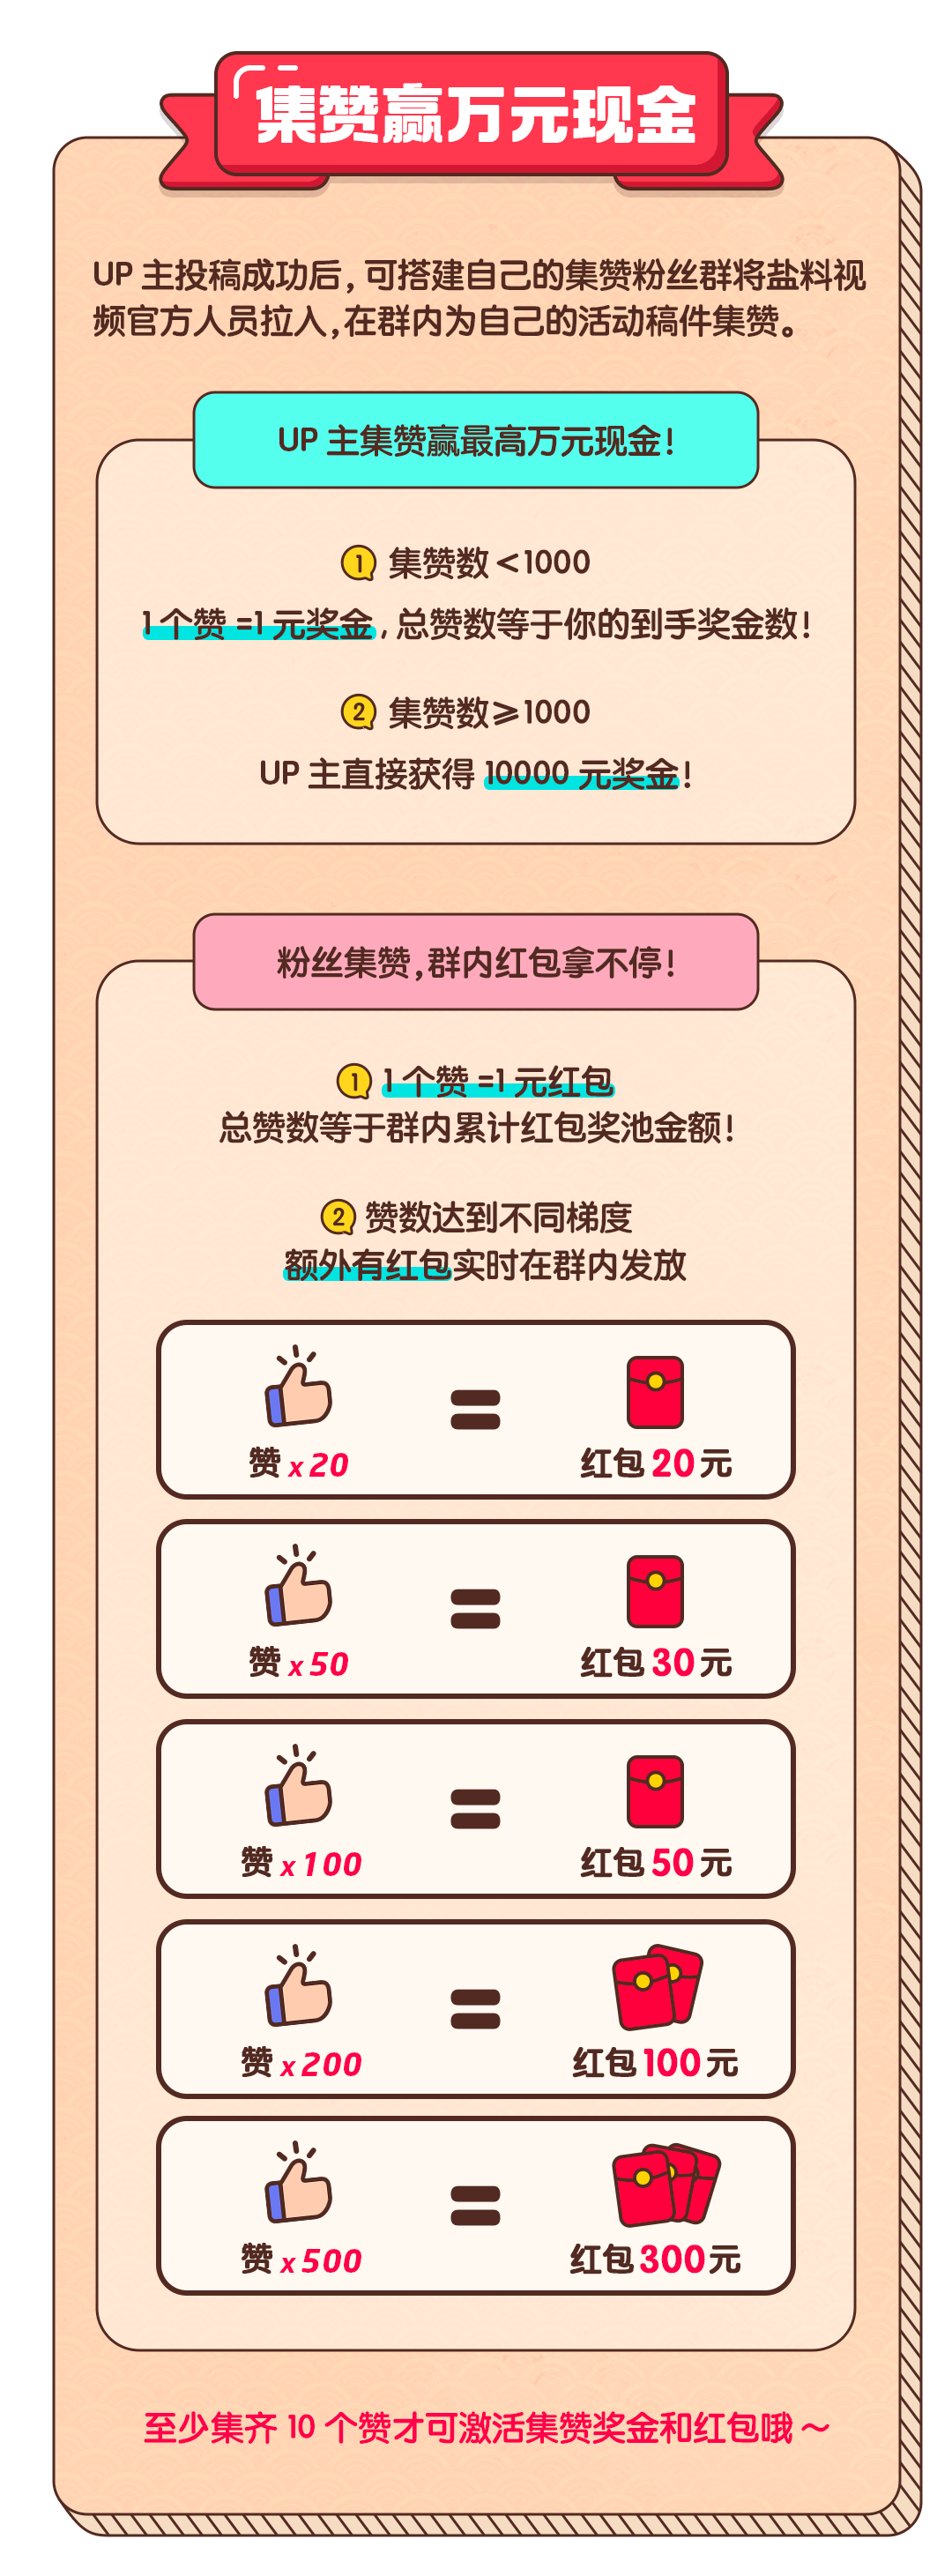 集赞赢万元现金
UP 主投稿成功后，可搭建自己的集赞粉丝群将盐料视
频官方人员拉入，在群内为自己的活动稿件集赞。
UP 主集赞赢最高万元现金！
1 集赞数＜1000
1 个赞 =1 元奖金，总赞数等于你的到手奖金数！
2 集赞数⩾1000
UP 主直接获得 10000 元奖金！
粉丝集赞，群内红包拿不停！
1 1 个赞 =1 元红包
总赞数等于群内累计红包奖池金额！
2 赞数达到不同梯度
额外有红包实时在群内发放
赞 x20 = 红包 20 元
赞 x50 = 红包 30 元
赞 x100 = 红包 50 元
赞 x200 = 红包 100 元
赞 x500 = 红包 300 元
至少集齐 10 个赞才可激活集赞奖金和红包哦～